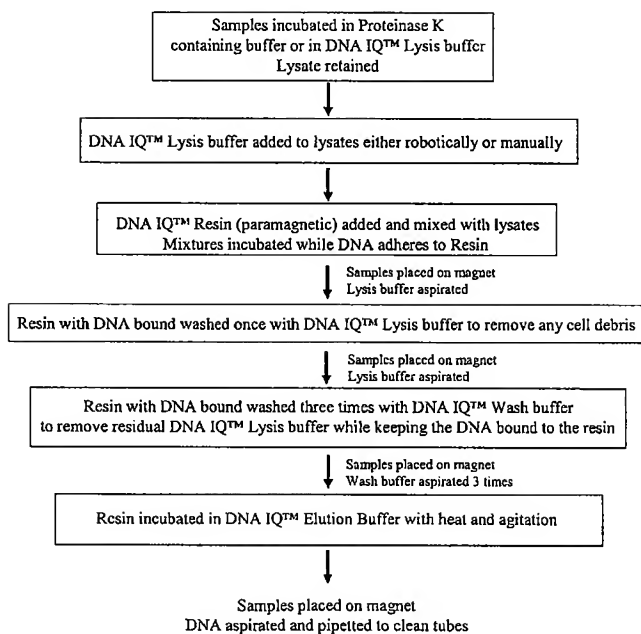 Samples incubated in Proteinase K
containing buffer or in DNA IQ™ Lysis buffer
Lysate retained
DNA IQ™ Lysis buffer added to lysates either robotically or manually
DNA IQ™ Resin (paramagnetic) added and mixed with lysates
Mixtures incubated while DNA adheres to Resin
Samples placed on magnet
Lysis buffer aspirated
Resin with DNA bound washed once with DNA IQ™ Lysis buffer to remove any cell debris
Samples placed on magnet
Lysis buffer aspirated
Resin with DNA bound washed three times with DNA IQ™ Wash buffer
to remove residual DNA IQ™ Lysis buffer while keeping the DNA bound to the resin
Samples placed on magnet
Wash buffer aspirated 3 times
Resin incubated in DNA IQ™ Elution Buffer with heat and agitation
Samples placed on magnet
DNA aspirated and pipetted to clean tubes